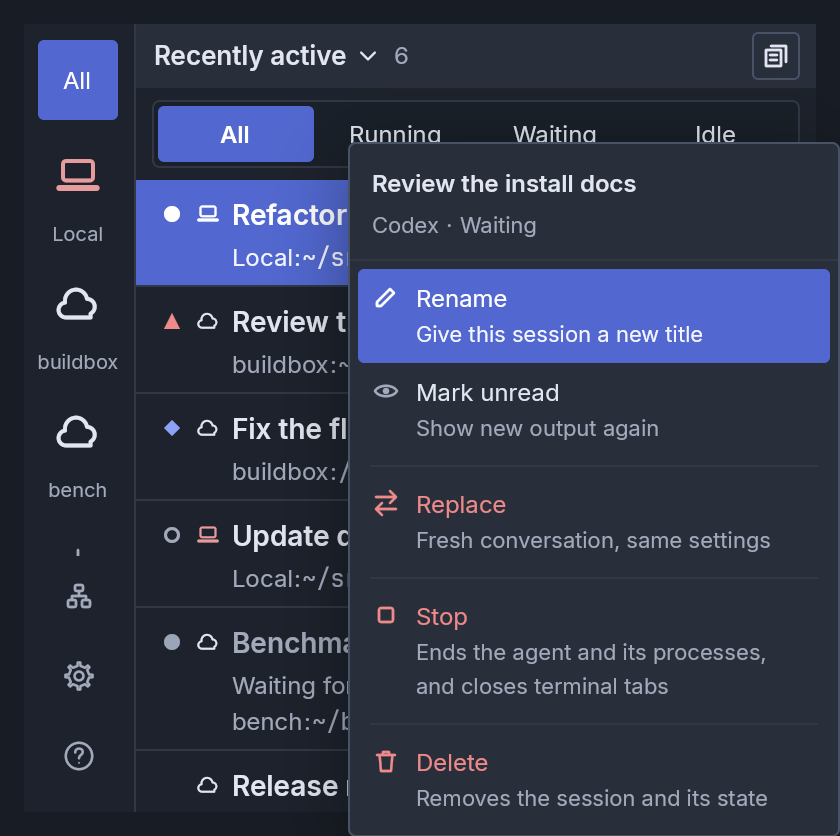 All
Local
buildbox
bench
Recently active 6
All Running Waiting Idle
Refactor
Local:~/s
Review t
buildbox:~
Fix the fl
buildbox:/
Update
Local:~/s
Benchma
Waiting for
bench:~/b
Release
Review the install docs
Codex · Waiting
Rename
Give this session a new title
Mark unread
Show new output again
Replace
Fresh conversation, same settings
Stop
Ends the agent and its processes,
and closes terminal tabs
Delete
Removes the session and its state